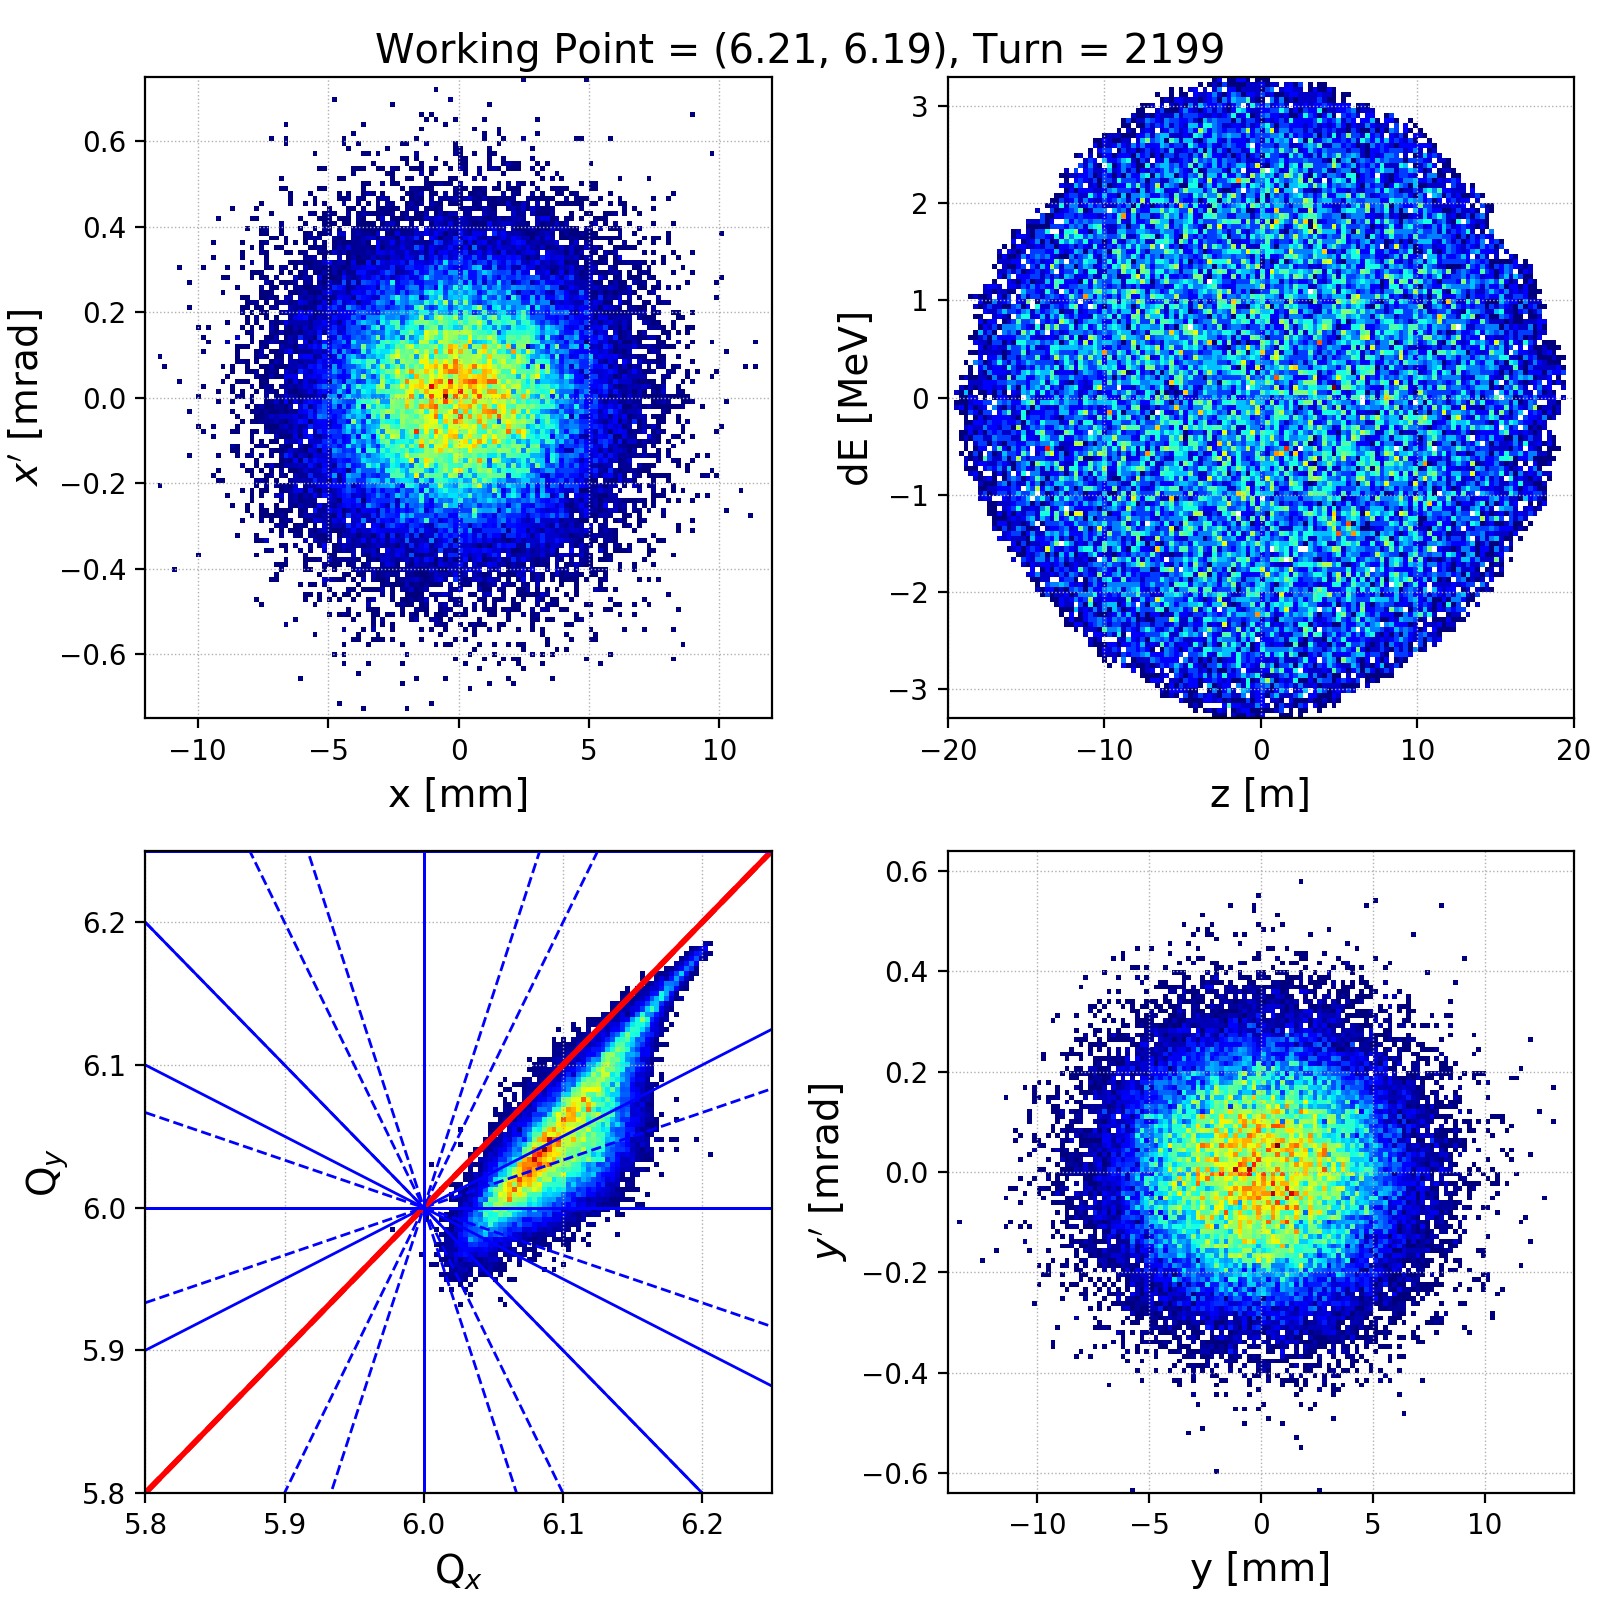 Working Point = (6.21, 6.19), Turn = 2199
0.6
0.4
0.2
0.0
−0.2
−0.4
−0.6
x′ [mrad]
−10 −5 0 5 10
x [mm]
3
2
1
0
−1
−2
−3
dE [MeV]
−20 −10 0 10 20
z [m]
6.2
6.1
6.0
5.9
5.8
Qy
5.8 5.9 6.0 6.1 6.2
Qx
0.6
0.4
0.2
0.0
−0.2
−0.4
−0.6
y′ [mrad]
−10 −5 0 5 10
y [mm]